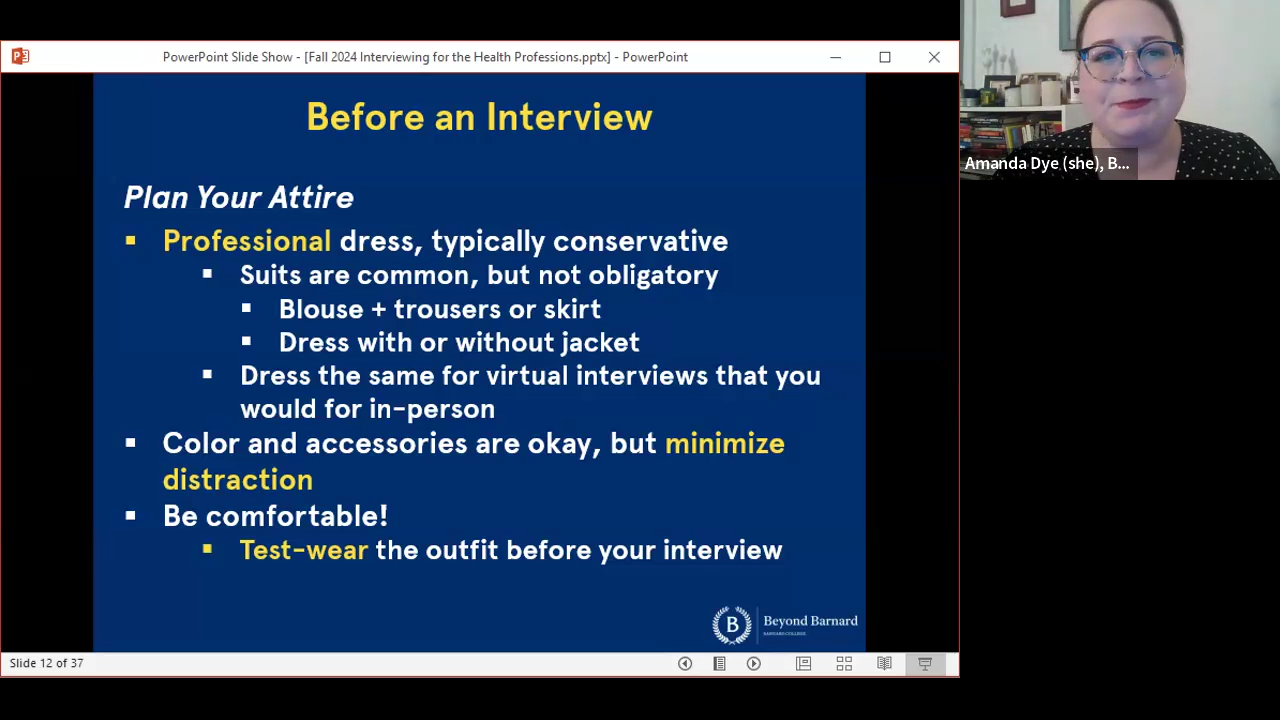 PowerPoint Slide Show - [Fall 2024 Interviewing for the Health Professions.pptx] - PowerPoint
Before an Interview
Plan Your Attire
Professional dress, typically conservative
Suits are common, but not obligatory
Blouse + trousers or skirt
Dress with or without jacket
Dress the same for virtual interviews that you
would for in-person
Color and accessories are okay, but minimize
distraction
Be comfortable!
Test-wear the outfit before your interview
B
Beyond Barnard
BARNARD COLLEGE
Slide 12 of 37
Amanda Dye (she), B...